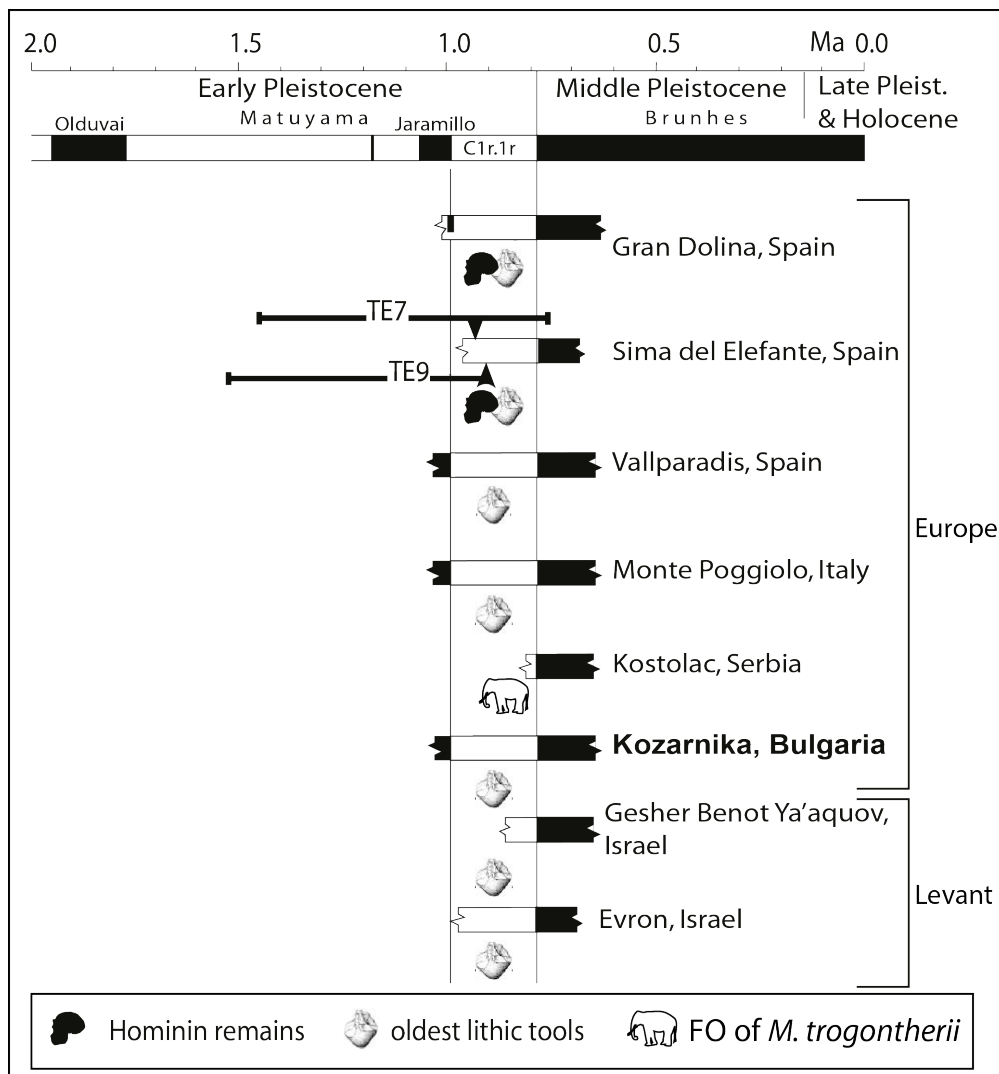 2.0 1.5 1.0 0.5 Ma 0.0
Early Pleistocene Middle Pleistocene Late Pleist.
& Holocene
Matuyama Brunhes
Olduvai Jaramillo
C1r.1r
Gran Dolina, Spain
TE7
Sima del Elefante, Spain
TE9
Vallparadis, Spain
Europe
Monte Poggiolo, Italy
Kostolac, Serbia
Kozarnika, Bulgaria
Gesher Benot Ya'aquov,
Israel
Levant
Evron, Israel
Hominin remains oldest lithic tools FO of M. trogontherii